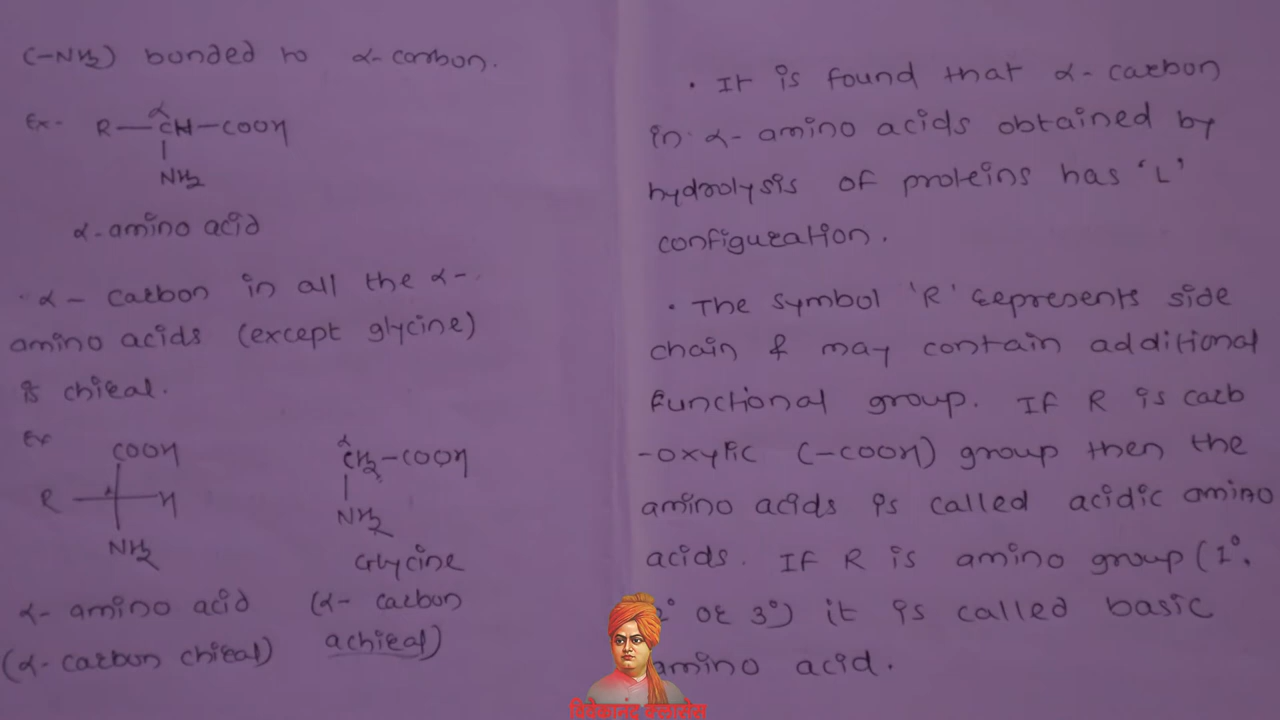 (-NH2) bonded to α-carbon.
Ex- R—CH—COOH
α
NH2
α-amino acid
· α- carbon in all the α-
amino acids (except glycine)
is chiral.
Ex
COOH
R H
NH2
α
CH2-COOH
NH2
Glycine
α- amino acid
(α-carbon chiral)
(α- carbon
achiral)
· It is found that α-carbon
in α-amino acids obtained by
hydrolysis of proteins has 'L'
configuration.
· The symbol 'R' represents side
chain & may contain additional
functional group. If R is carb
-oxylic (-COOH) group then the
amino acids is called acidic amino
acids. If R is amino group (1°,
2° or 3°) it is called basic
amino acid.
विवेकानंद क्लासेस